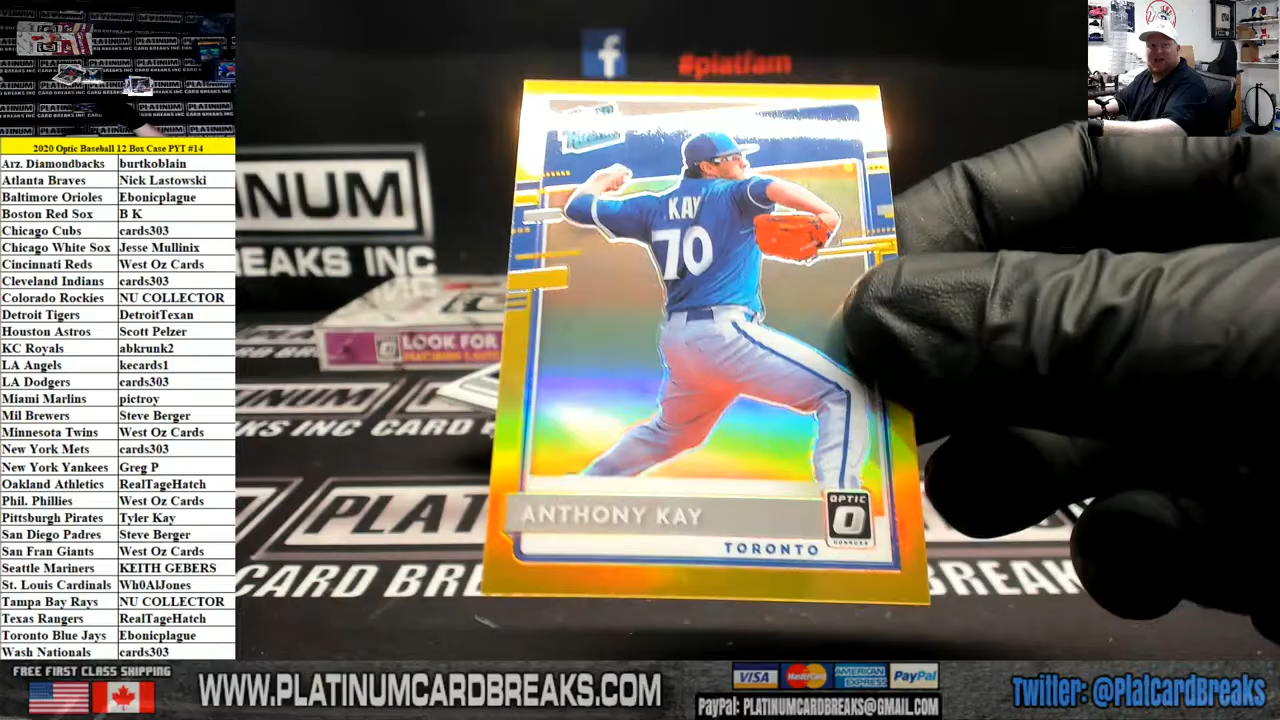 #platfam
2020 Optic Baseball 12 Box Case PYT #14
Arz. Diamondbacks burtkoblain
Atlanta Braves Nick Lastowski
Baltimore Orioles Ebonicplague
Boston Red Sox B K
Chicago Cubs cards303
Chicago White Sox Jesse Mullinix
Cincinnati Reds West Oz Cards
Cleveland Indians cards303
Colorado Rockies NU COLLECTOR
Detroit Tigers DetroitTexan
Houston Astros Scott Pelzer
KC Royals abkrunk2
LA Angels kecards1
LA Dodgers cards303
Miami Marlins pictroy
Mil Brewers Steve Berger
Minnesota Twins West Oz Cards
New York Mets cards303
New York Yankees Greg P
Oakland Athletics RealTageHatch
Phil. Phillies West Oz Cards
Pittsburgh Pirates Tyler Kay
San Diego Padres Steve Berger
San Fran Giants West Oz Cards
Seattle Mariners KEITH GEBERS
St. Louis Cardinals Wh0AlJones
Tampa Bay Rays NU COLLECTOR
Texas Rangers RealTageHatch
Toronto Blue Jays Ebonicplague
Wash Nationals cards303
KAY
70
OPTIC
ANTHONY KAY
TORONTO
LOOK FOR
FREE FIRST CLASS SHIPPING
WWW.PLATINUMCARDBREAKS.COM
VISA
MasterCard
AMERICAN EXPRESS
PayPal
PayPal: PLATINUMCARDBREAKS@GMAIL.COM
Twitter: @PlatCardBreaks